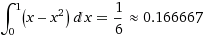 ∫₀¹(x − x²) dx = 1/6 ≈ 0.166667